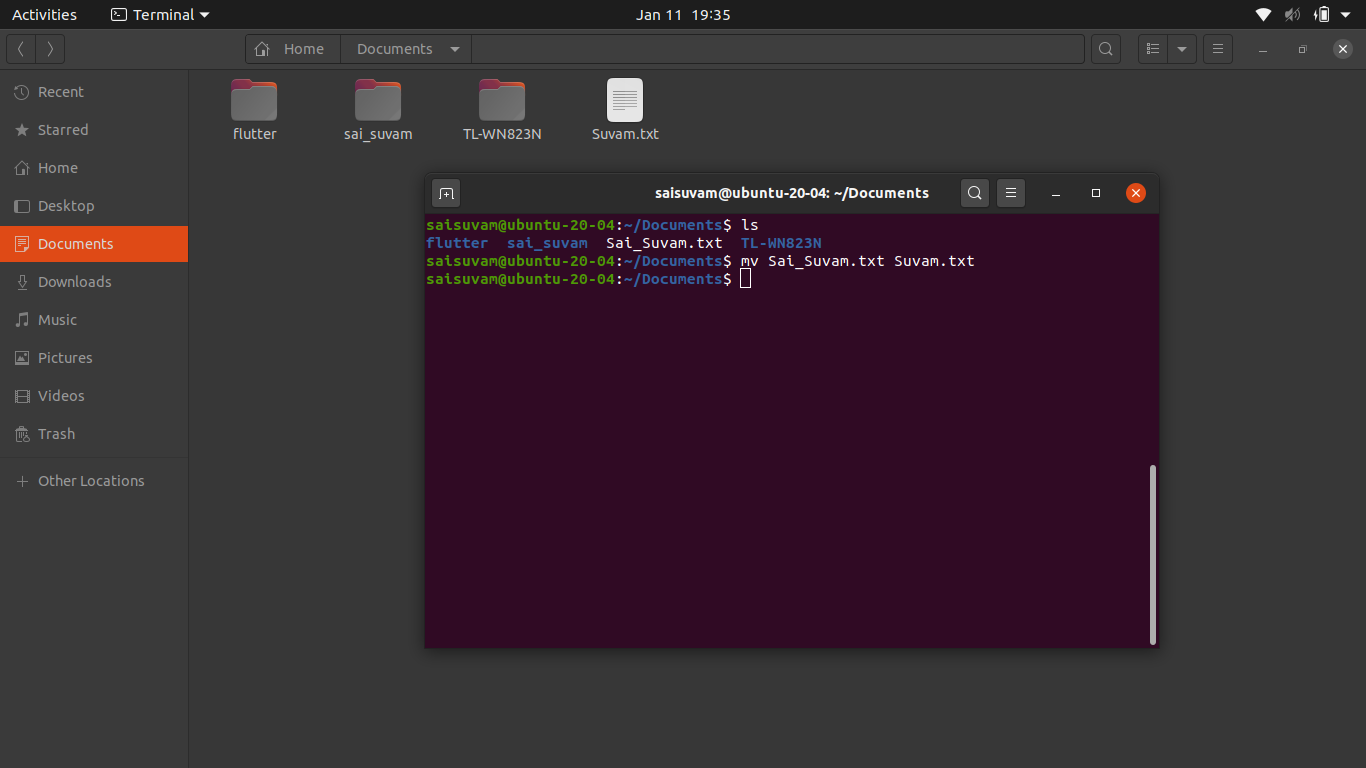 Activities
Terminal
Jan 11 19:35
Home
Documents
Recent
Starred
Home
Desktop
Documents
Downloads
Music
Pictures
Videos
Trash
Other Locations
flutter
sai_suvam
TL-WN823N
Suvam.txt
saisuvam@ubuntu-20-04: ~/Documents
saisuvam@ubuntu-20-04:~/Documents$ ls
flutter sai_suvam Sai_Suvam.txt TL-WN823N
saisuvam@ubuntu-20-04:~/Documents$ mv Sai_Suvam.txt Suvam.txt
saisuvam@ubuntu-20-04:~/Documents$